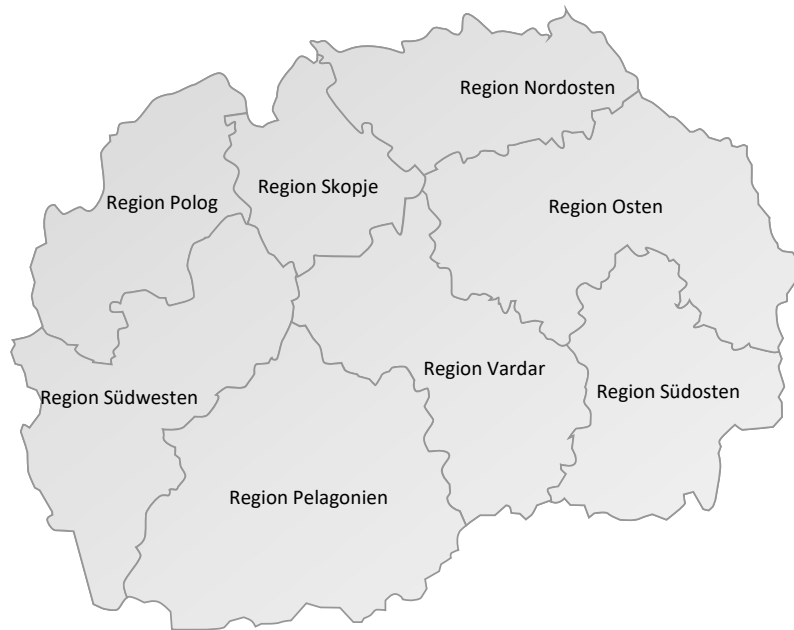 Region Nordosten
Region Skopje
Region Polog
Region Osten
Region Vardar
Region Südosten
Region Südwesten
Region Pelagonien